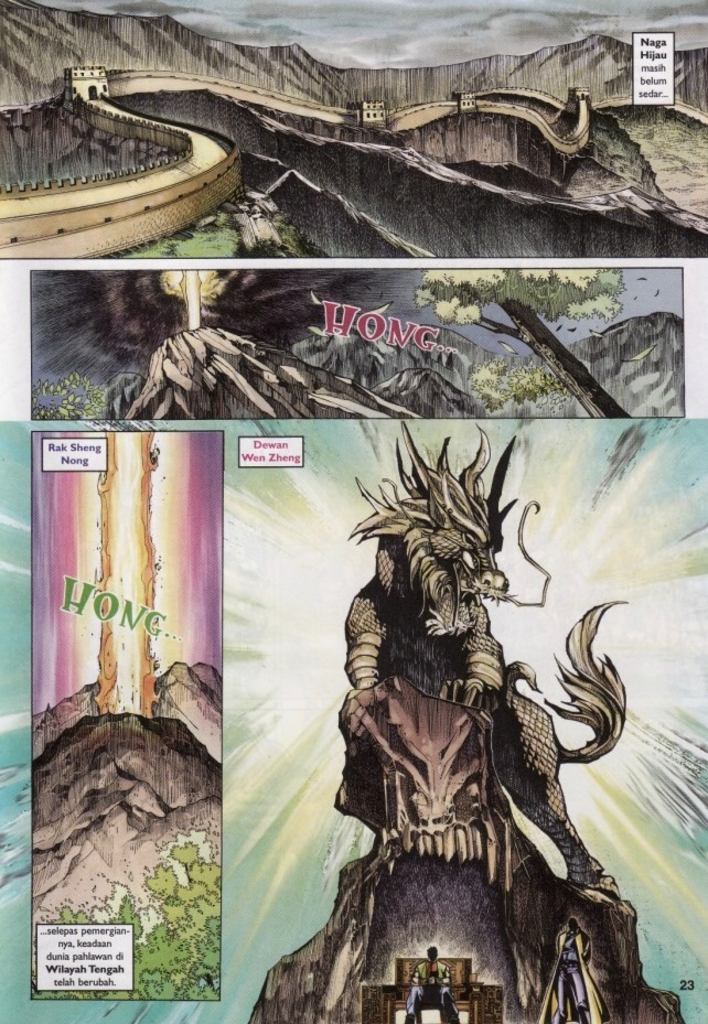 Naga
Hijau
masih
belum
sedar...
HONG...
Rak Sheng
Nong
Dewan
Wen Zheng
HONG...
...selepas pemergian-
nya, keadaan
dunia pahlawan di
Wilayah Tengah
telah berubah.
23